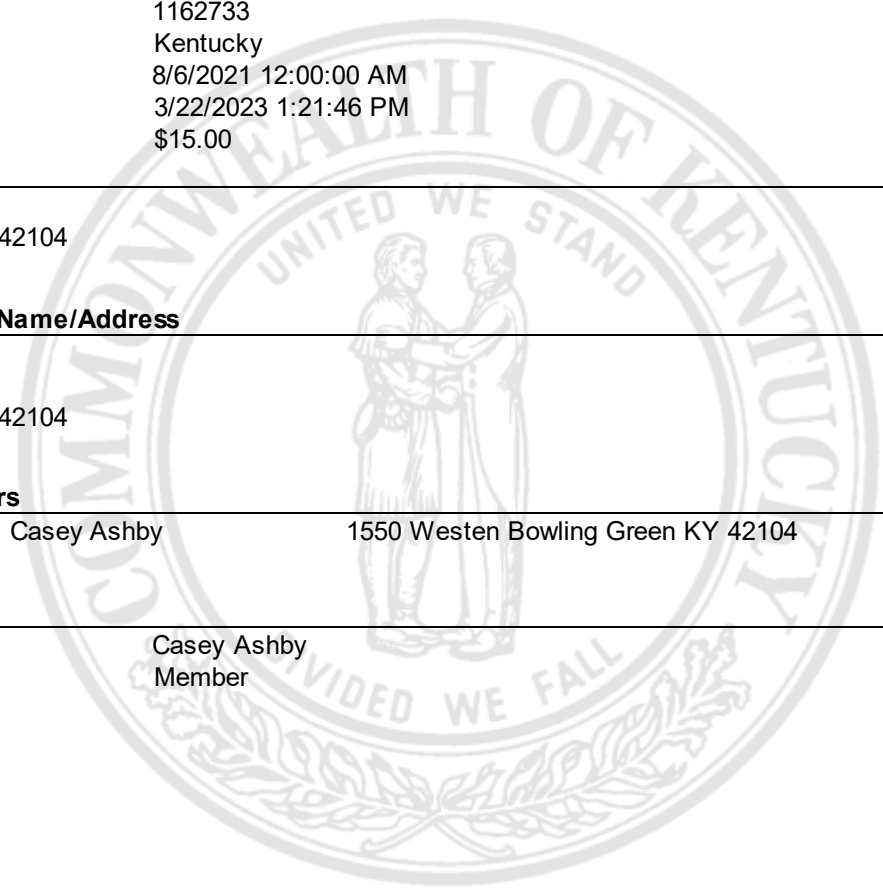 1162733
Kentucky
8/6/2021 12:00:00 AM
3/22/2023 1:21:46 PM
$15.00
42104
Name/Address
42104
rs
Casey Ashby 1550 Westen Bowling Green KY 42104
Casey Ashby
Member
COMMONWEALTH OF KENTUCKY
UNITED WE STAND
DIVIDED WE FALL